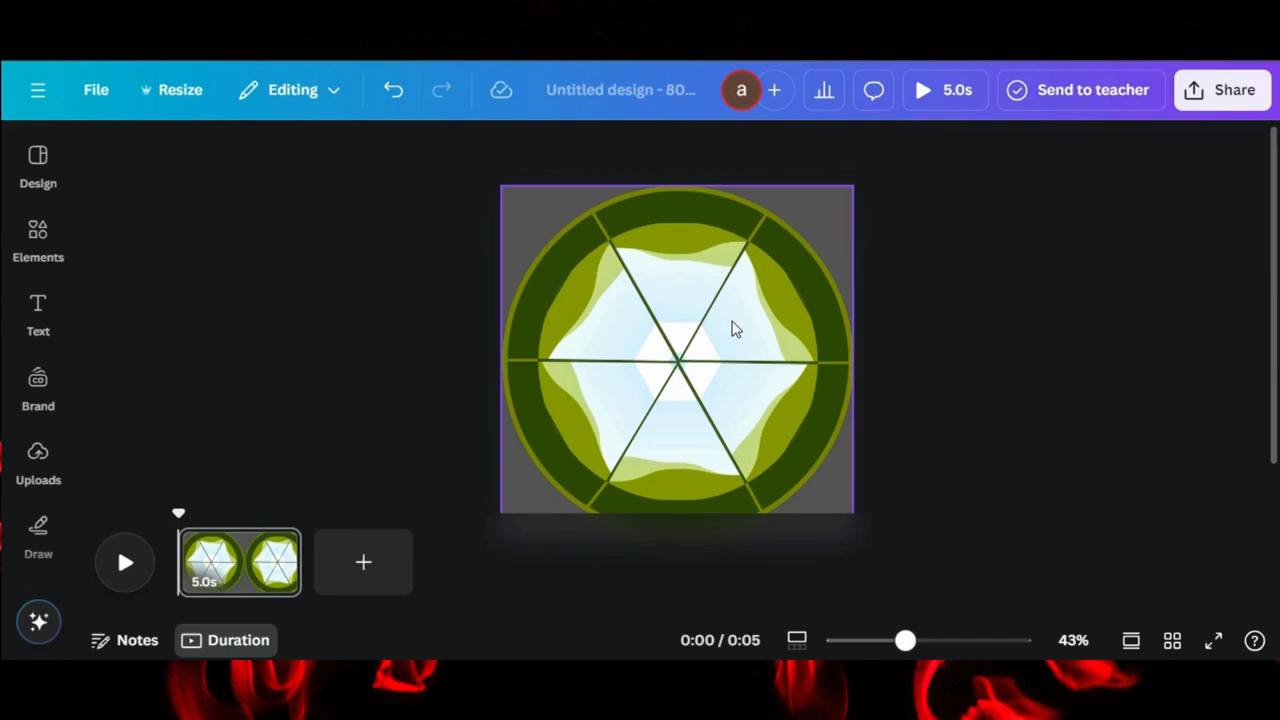 File
Resize
Editing
Untitled design - 80...
a
5.0s
Send to teacher
Share
Design
Elements
Text
Brand
CO
Uploads
Draw
5.0s
Notes
Duration
0:00 / 0:05
43%